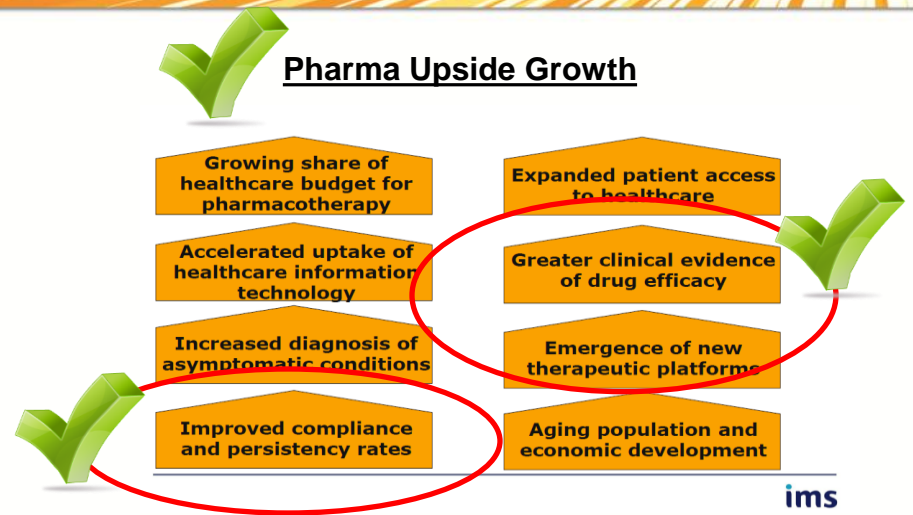 Pharma Upside Growth
Growing share of
healthcare budget for
pharmacotherapy
Expanded patient access
to healthcare
Accelerated uptake of
healthcare information
technology
Greater clinical evidence
of drug efficacy
Increased diagnosis of
asymptomatic conditions
Emergence of new
therapeutic platforms
Improved compliance
and persistency rates
Aging population and
economic development
ims